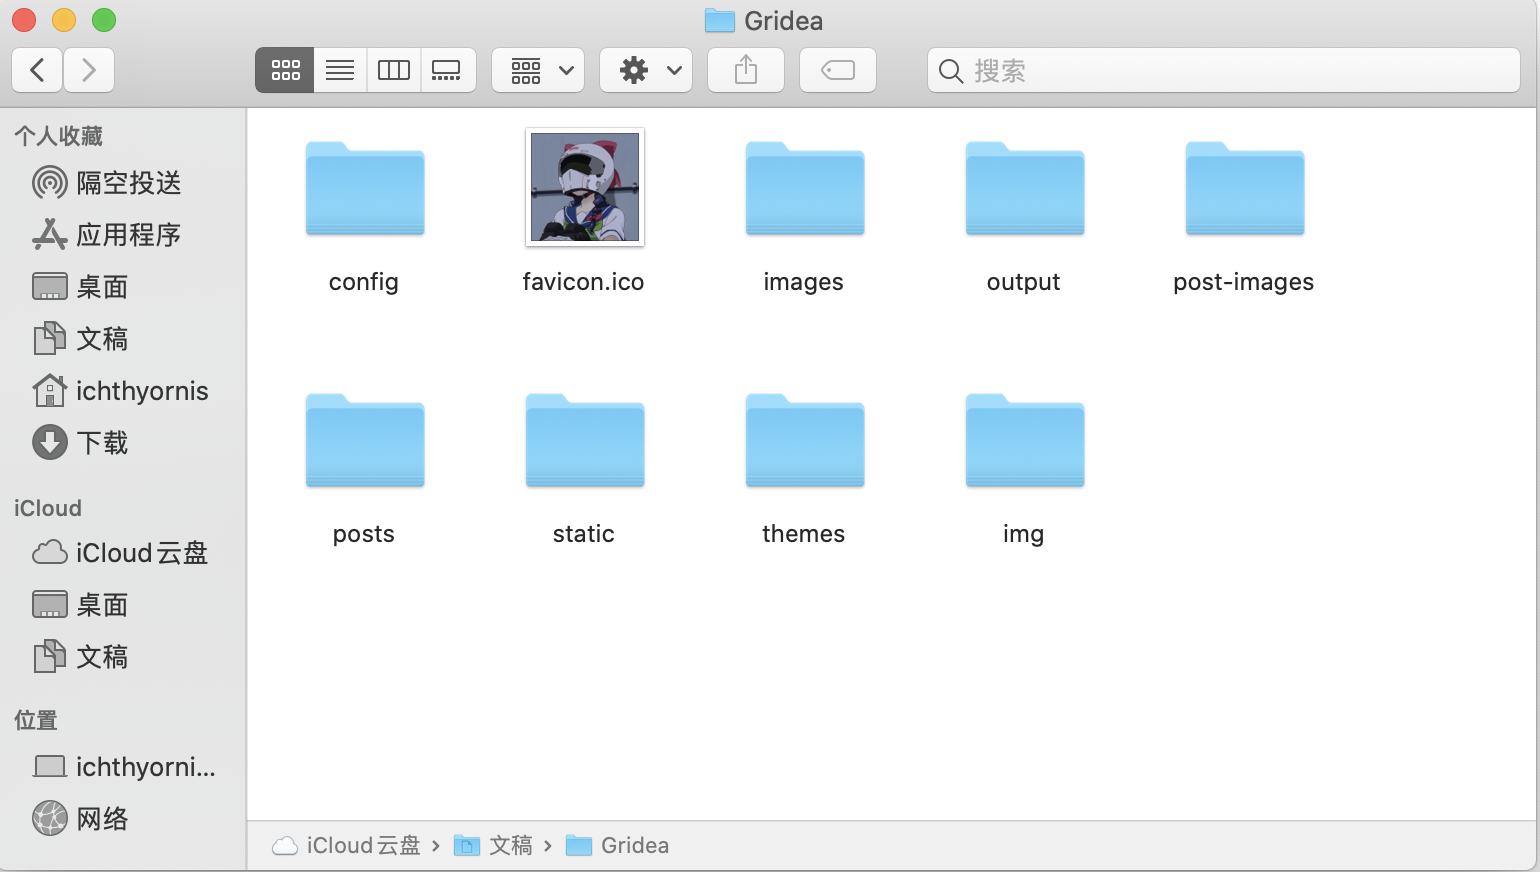 Gridea
搜索
个人收藏
隔空投送
应用程序
桌面
文稿
ichthyornis
下载
iCloud
iCloud云盘
桌面
文稿
位置
ichthyorni...
网络
config
favicon.ico
images
output
post-images
posts
static
themes
img
iCloud云盘 › 文稿 › Gridea